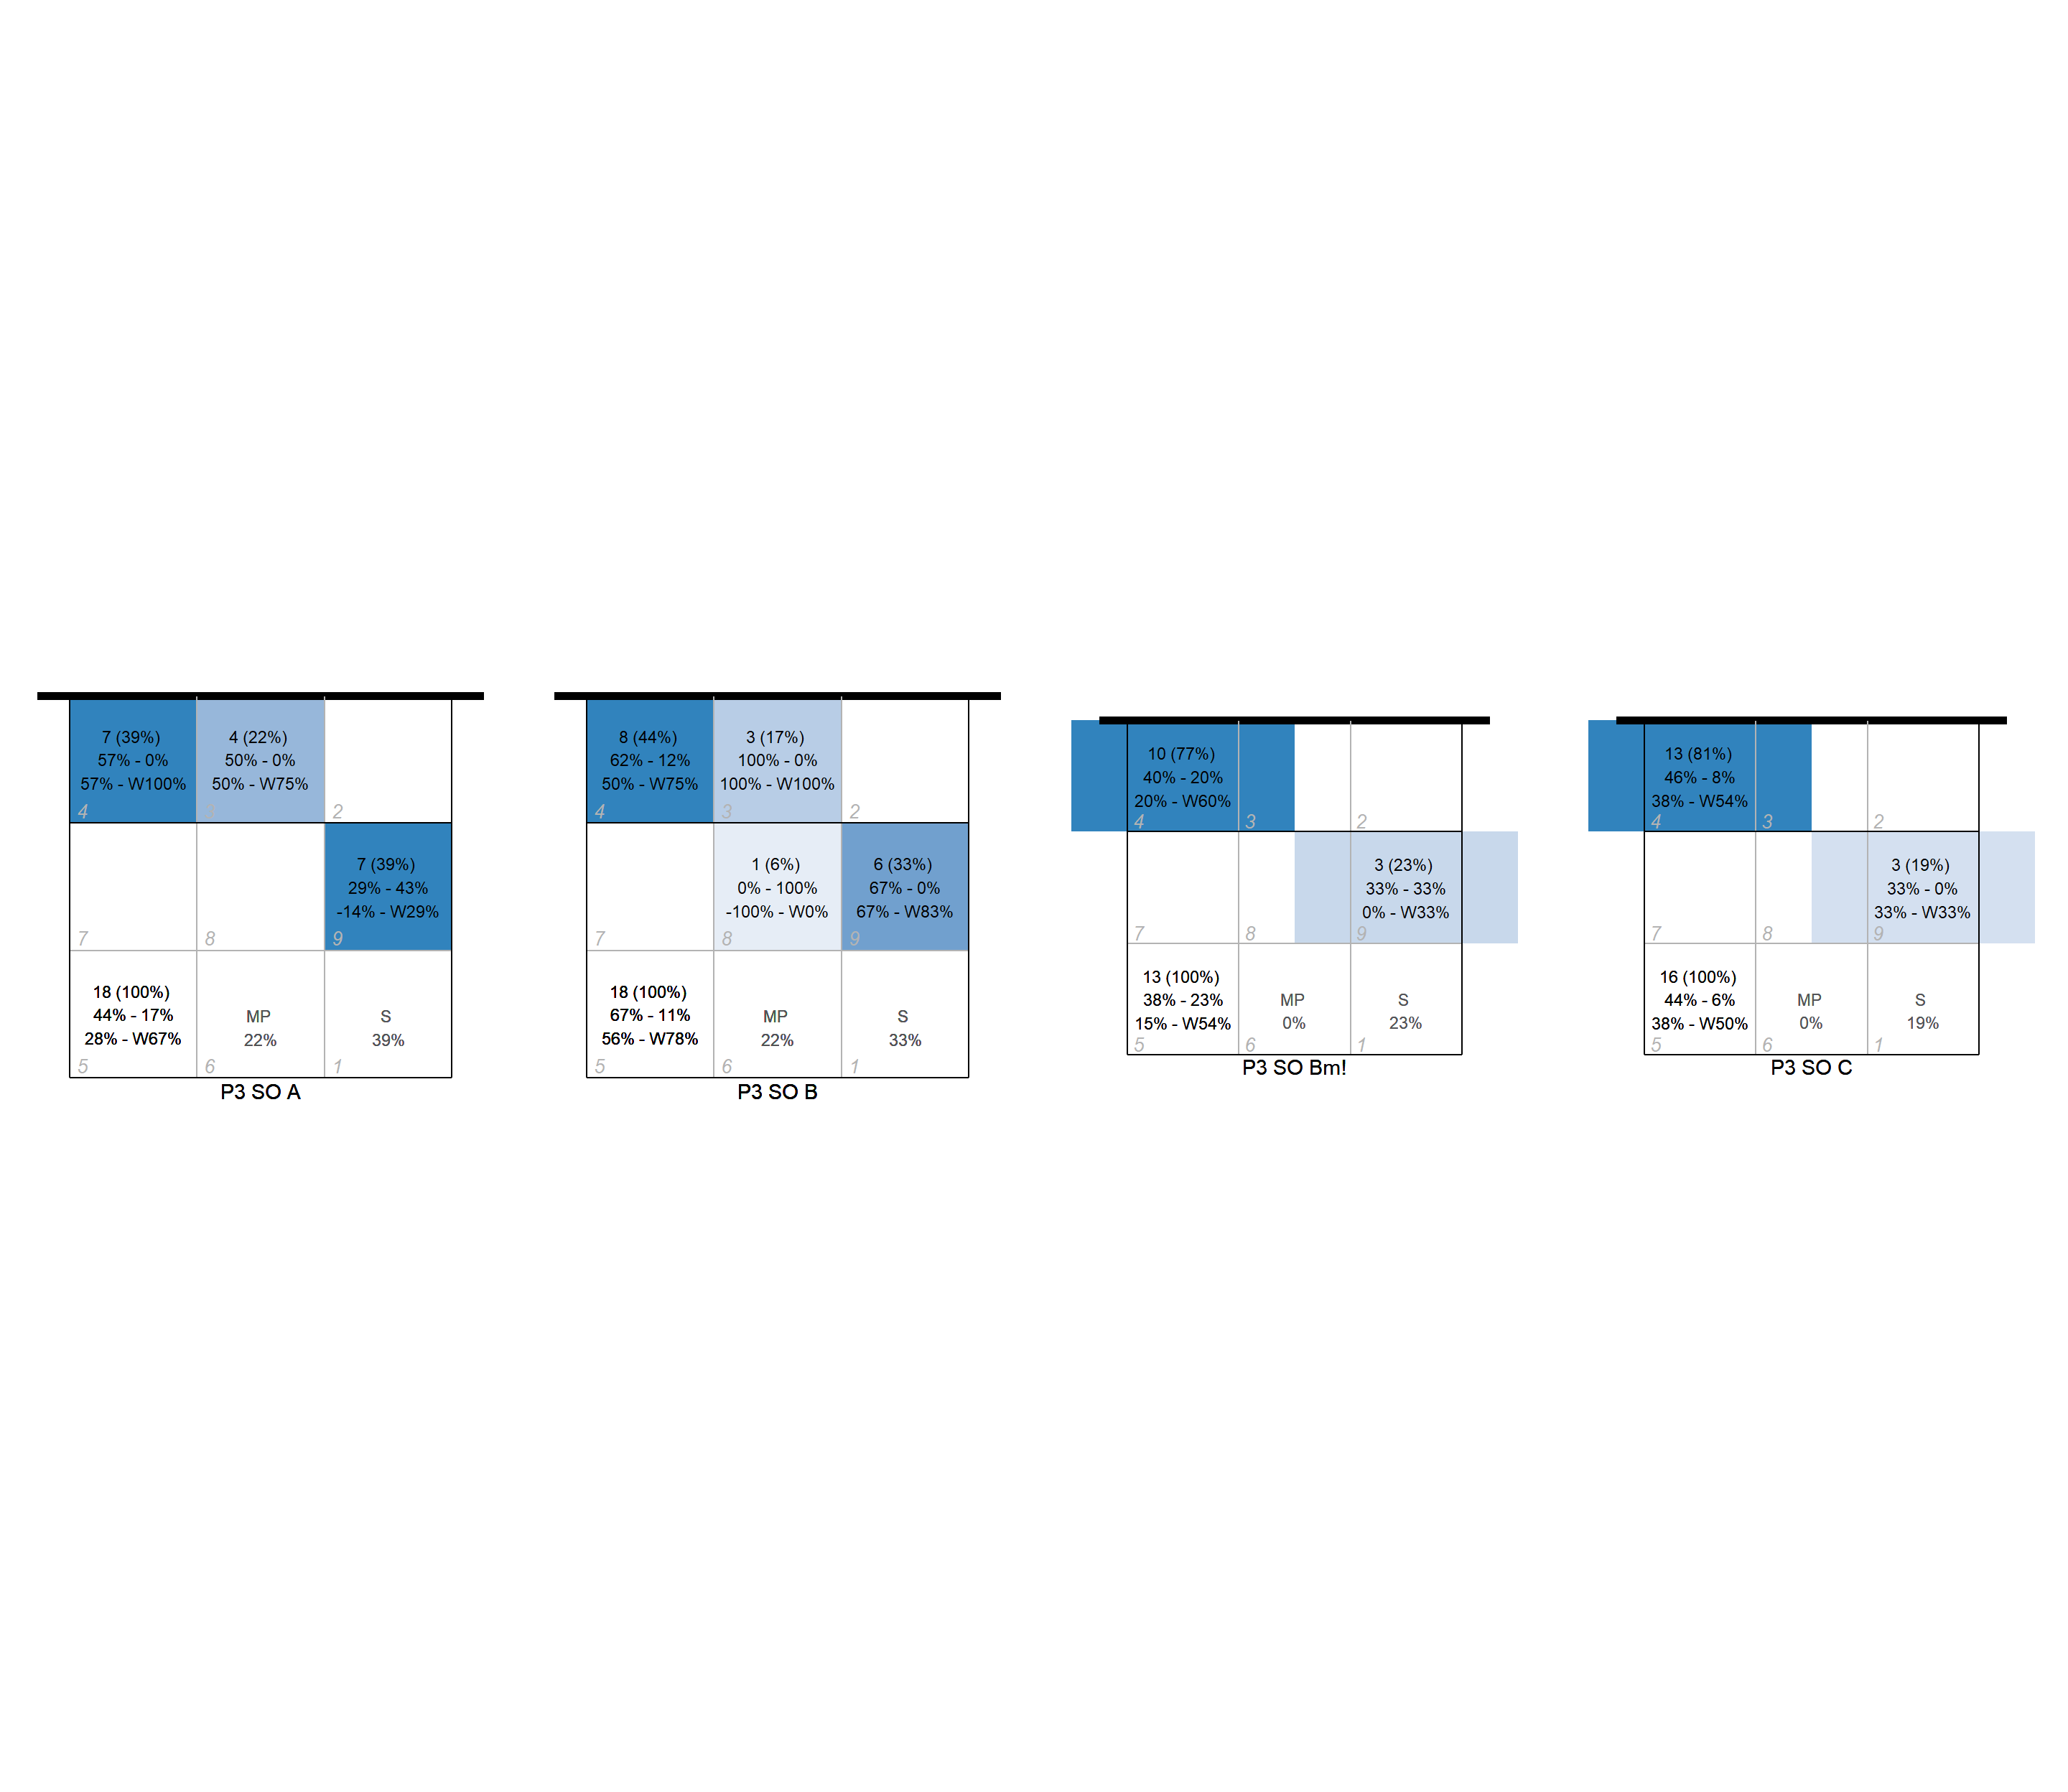 7 (39%)
57% - 0%
57% - W100%
4
4 (22%)
50% - 0%
50% - W75%
2
7
8
7 (39%)
29% - 43%
-14% - W29%
9
18 (100%)
44% - 17%
28% - W67%
5
MP
22%
6
S
39%
1
P3 SO A
8 (44%)
62% - 12%
50% - W75%
4
3 (17%)
100% - 0%
100% - W100%
3
2
7
1 (6%)
0% - 100%
-100% - W0%
8
6 (33%)
67% - 0%
67% - W83%
9
18 (100%)
67% - 11%
56% - W78%
5
MP
22%
6
S
33%
1
P3 SO B
10 (77%)
40% - 20%
20% - W60%
4
3
2
7
8
3 (23%)
33% - 33%
0% - W33%
9
13 (100%)
38% - 23%
15% - W54%
5
MP
0%
6
S
23%
1
P3 SO Bm!
13 (81%)
46% - 8%
38% - W54%
4
3
2
7
8
3 (19%)
33% - 0%
33% - W33%
9
16 (100%)
44% - 6%
38% - W50%
5
MP
0%
6
S
19%
1
P3 SO C